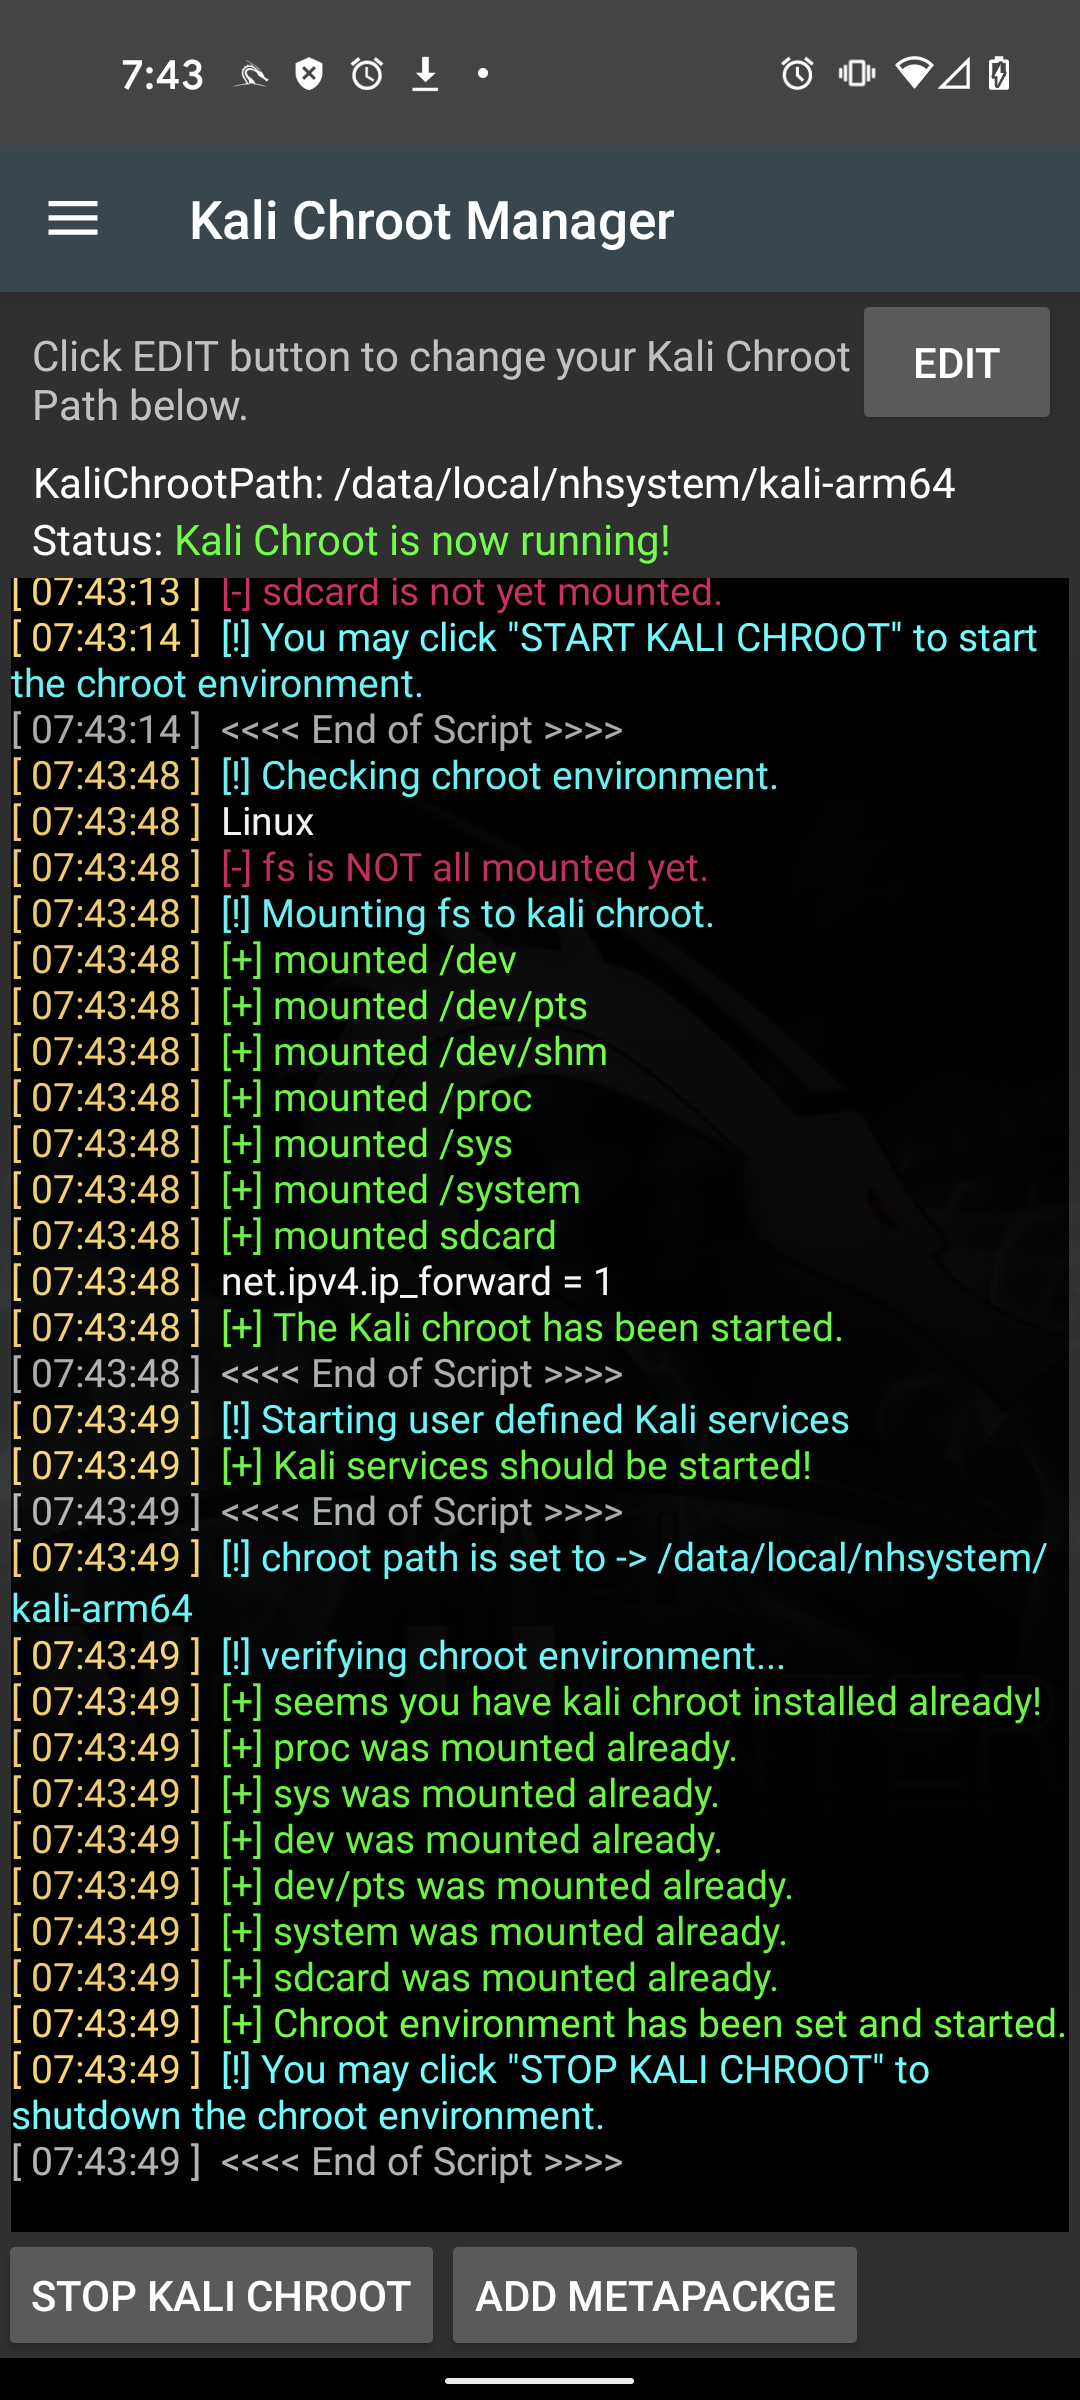 7:43
Kali Chroot Manager
Click EDIT button to change your Kali Chroot
Path below.
EDIT
KaliChrootPath: /data/local/nhsystem/kali-arm64
Status: Kali Chroot is now running!
[ 07:43:13 ] [-] sdcard is not yet mounted.
[ 07:43:14 ] [!] You may click "START KALI CHROOT" to start
the chroot environment.
[ 07:43:14 ] <<<< End of Script >>>>
[ 07:43:48 ] [!] Checking chroot environment.
[ 07:43:48 ] Linux
[ 07:43:48 ] [-] fs is NOT all mounted yet.
[ 07:43:48 ] [!] Mounting fs to kali chroot.
[ 07:43:48 ] [+] mounted /dev
[ 07:43:48 ] [+] mounted /dev/pts
[ 07:43:48 ] [+] mounted /dev/shm
[ 07:43:48 ] [+] mounted /proc
[ 07:43:48 ] [+] mounted /sys
[ 07:43:48 ] [+] mounted /system
[ 07:43:48 ] [+] mounted sdcard
[ 07:43:48 ] net.ipv4.ip_forward = 1
[ 07:43:48 ] [+] The Kali chroot has been started.
[ 07:43:48 ] <<<< End of Script >>>>
[ 07:43:49 ] [!] Starting user defined Kali services
[ 07:43:49 ] [+] Kali services should be started!
[ 07:43:49 ] <<<< End of Script >>>>
[ 07:43:49 ] [!] chroot path is set to -> /data/local/nhsystem/
kali-arm64
[ 07:43:49 ] [!] verifying chroot environment...
[ 07:43:49 ] [+] seems you have kali chroot installed already!
[ 07:43:49 ] [+] proc was mounted already.
[ 07:43:49 ] [+] sys was mounted already.
[ 07:43:49 ] [+] dev was mounted already.
[ 07:43:49 ] [+] dev/pts was mounted already.
[ 07:43:49 ] [+] system was mounted already.
[ 07:43:49 ] [+] sdcard was mounted already.
[ 07:43:49 ] [+] Chroot environment has been set and started.
[ 07:43:49 ] [!] You may click "STOP KALI CHROOT" to
shutdown the chroot environment.
[ 07:43:49 ] <<<< End of Script >>>>
STOP KALI CHROOT
ADD METAPACKGE